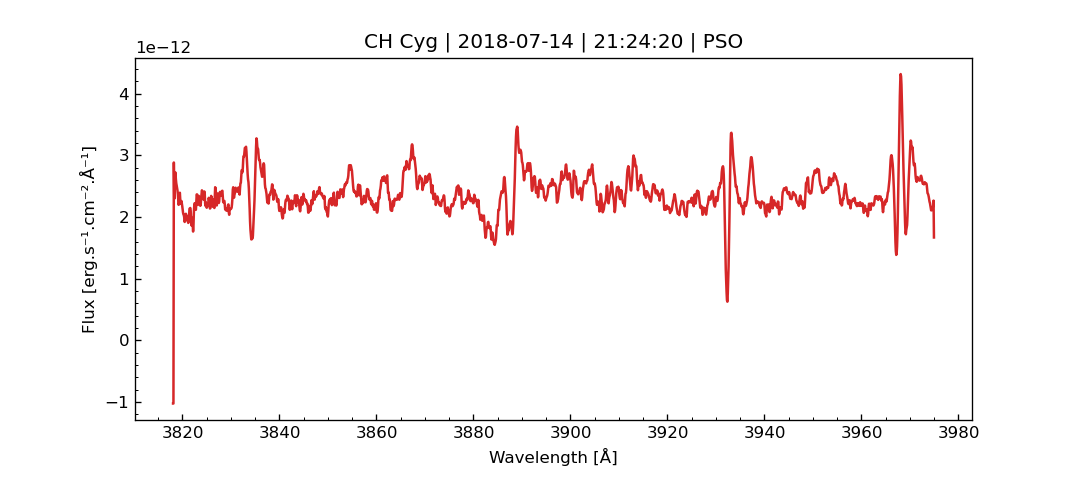 CH Cyg | 2018-07-14 | 21:24:20 | PSO
1e−12
4
3
2
1
0
−1
Flux [erg.s⁻¹.cm⁻².Å⁻¹]
3820 3840 3860 3880 3900 3920 3940 3960 3980
Wavelength [Å]